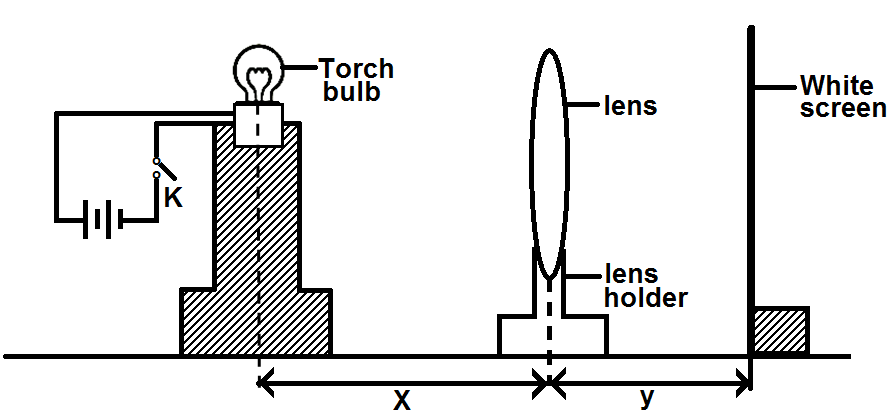 Torch
bulb
lens
White
screen
K
lens
holder
X
y